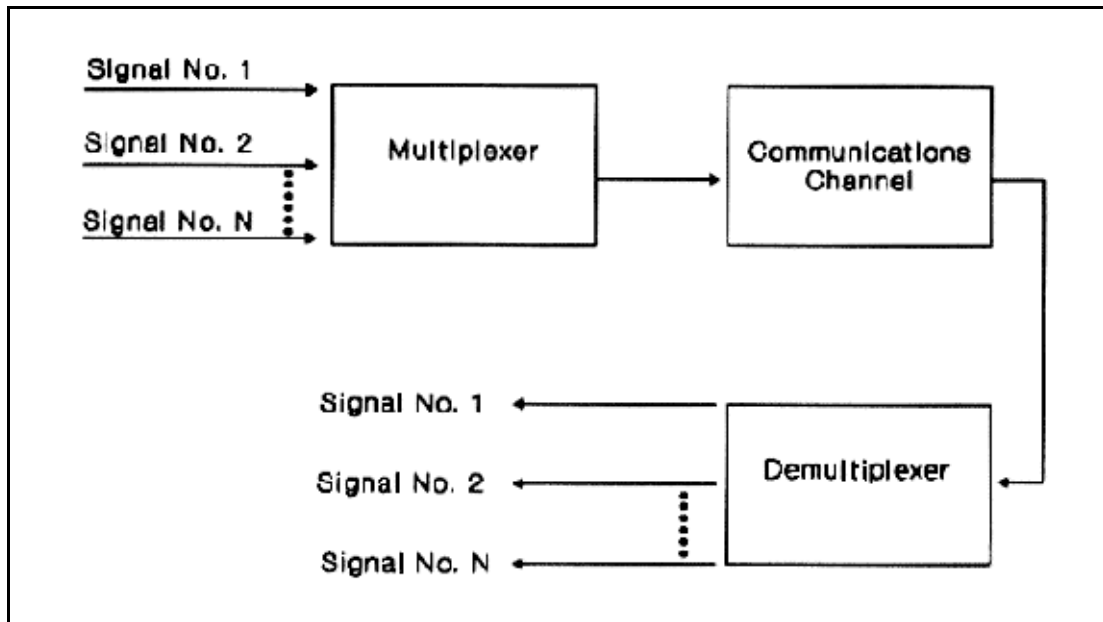 Signal No. 1
Signal No. 2
Signal No. N
Multiplexer
Communications
Channel
Signal No. 1
Signal No. 2
Signal No. N
Demultiplexer